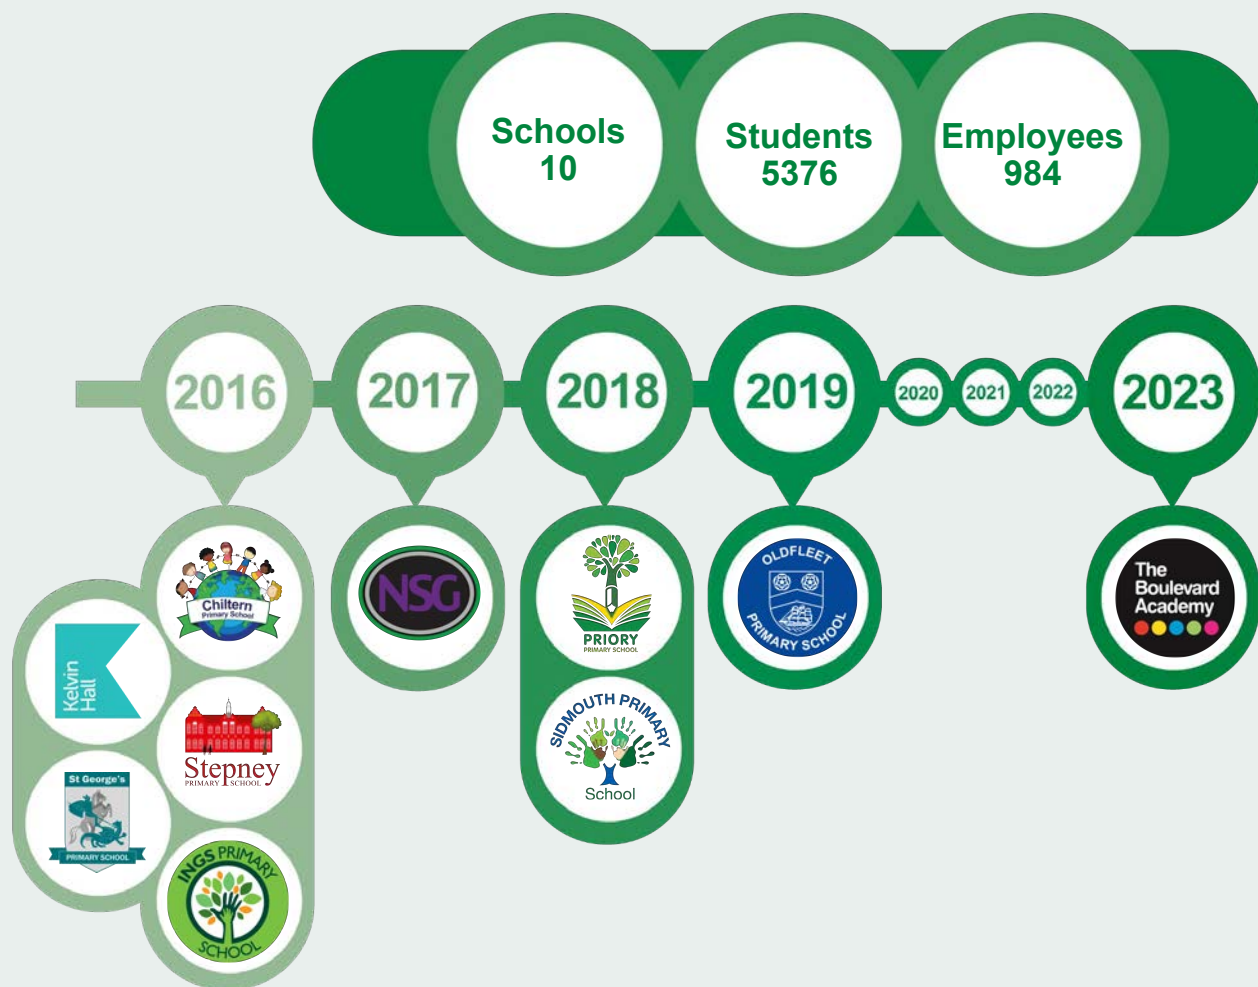 Schools
10
Students
5376
Employees
984
2016
2017
2018
2019
2020
2021
2022
2023
Chiltern
Primary School
Kelvin
Hall
Stepney
PRIMARY SCHOOL
St George's
PRIMARY SCHOOL
INGS PRIMARY
SCHOOL
NSG
PRIORY
PRIMARY SCHOOL
SIDMOUTH PRIMARY
School
OLDFLEET
PRIMARY SCHOOL
The
Boulevard
Academy